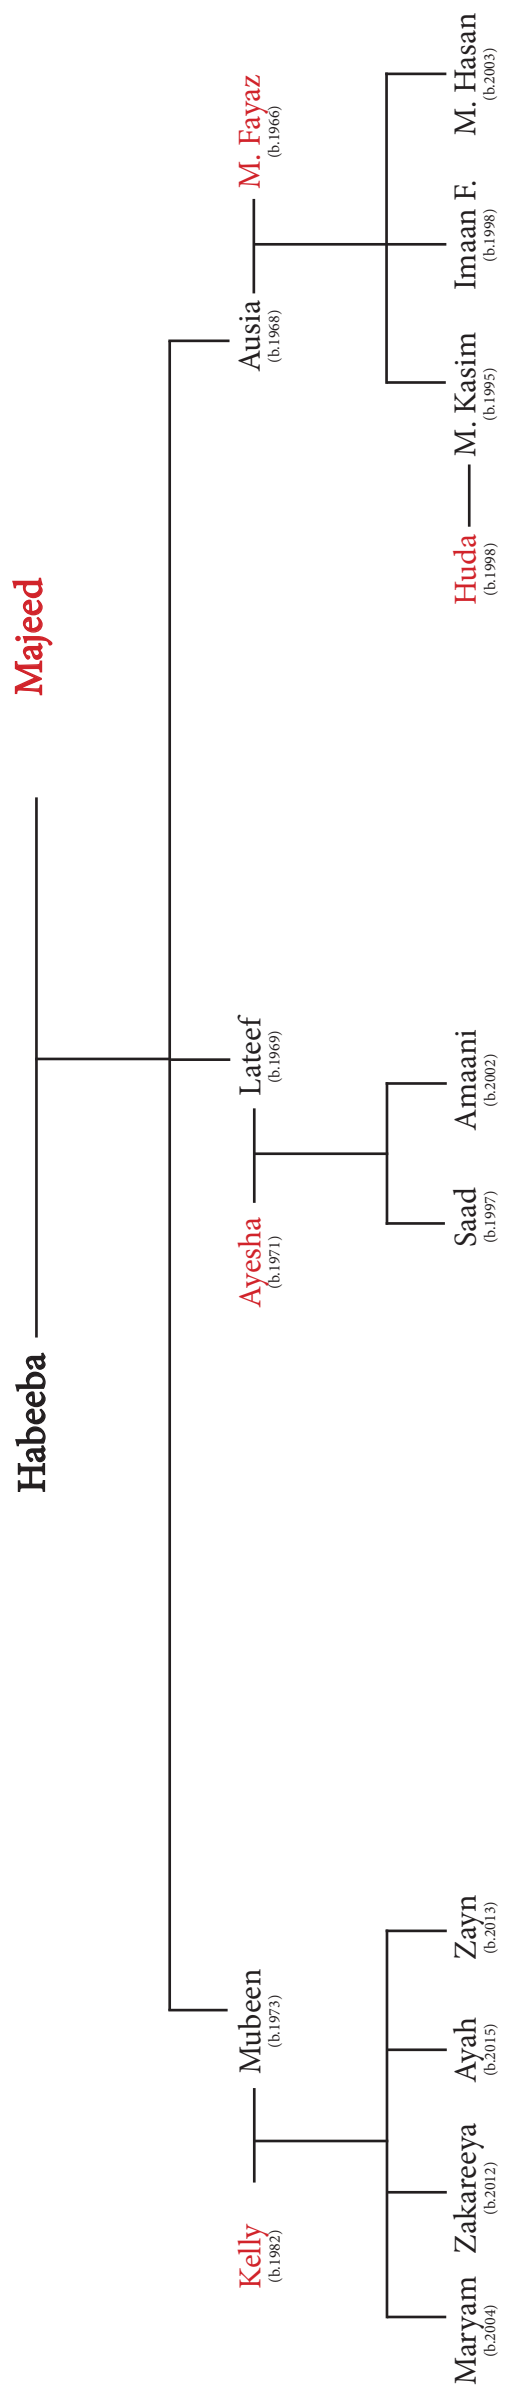 Habeeba Majeed
Kelly Mubeen Ayesha Lateef Ausia M. Fayaz
(b.1982) (b.1973) (b.1971) (b.1969) (b.1968) (b.1966)
Maryam Zakareeya Ayah Zayn Saad Amaani Huda M. Kasim Imaan F. M. Hasan
(b.2004) (b.2012) (b.2015) (b.2013) (b.1997) (b.2002) (b.1998) (b.1995) (b.1998) (b.2003)